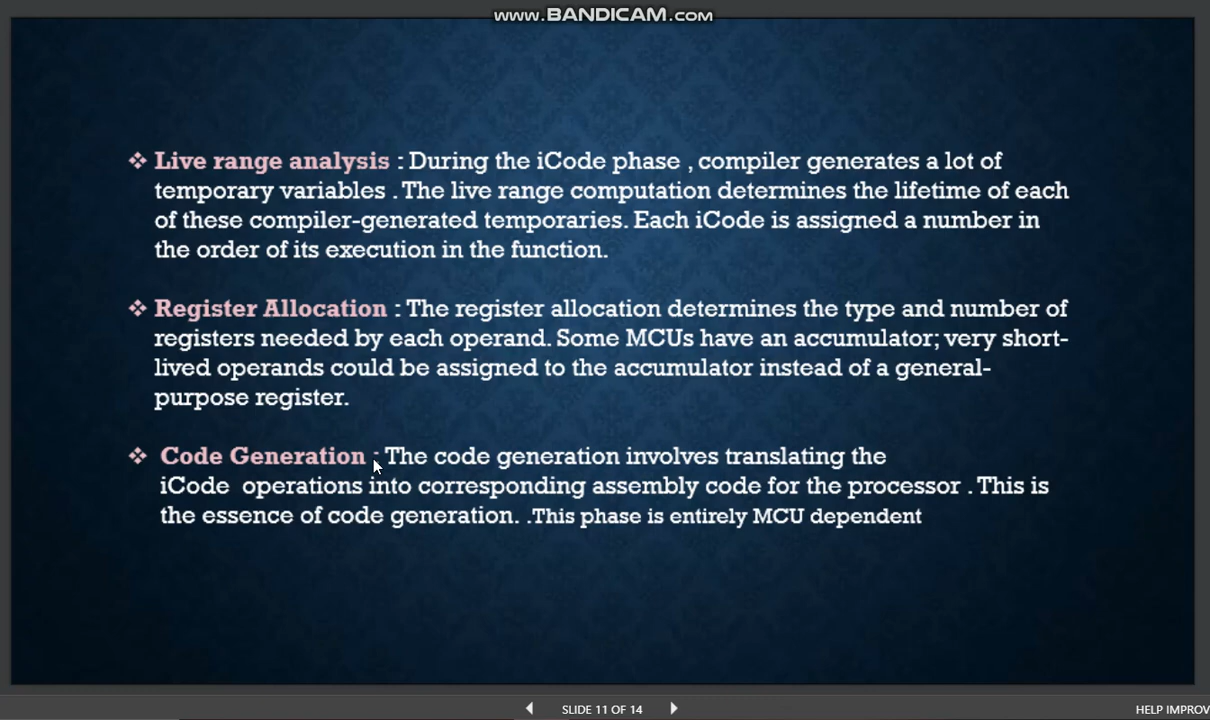 www.BANDICAM.com
❖ Live range analysis : During the iCode phase , compiler generates a lot of
temporary variables . The live range computation determines the lifetime of each
of these compiler-generated temporaries. Each iCode is assigned a number in
the order of its execution in the function.
❖ Register Allocation : The register allocation determines the type and number of
registers needed by each operand. Some MCUs have an accumulator; very short-
lived operands could be assigned to the accumulator instead of a general-
purpose register.
❖ Code Generation : The code generation involves translating the
iCode operations into corresponding assembly code for the processor . This is
the essence of code generation. .This phase is entirely MCU dependent
SLIDE 11 OF 14
HELP IMPROV